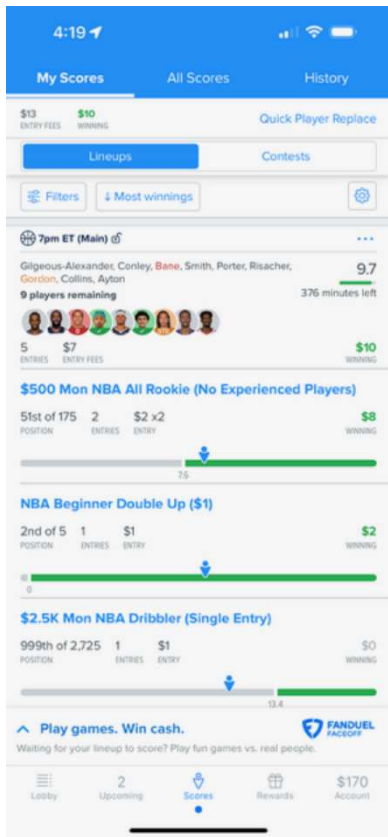 4:19
My Scores All Scores History
$13 $10
ENTRY FEES WINNING Quick Player Replace
Lineups Contests
Filters ↓ Most winnings
7pm ET (Main)
Gilgeous-Alexander, Conley, Bane, Smith, Porter, Risacher, 9.7
Gordon, Collins, Ayton
9 players remaining 376 minutes left
5 $7 $10
ENTRIES ENTRY FEES WINNING
$500 Mon NBA All Rookie (No Experienced Players)
51st of 175 2 $2 x2 $8
POSITION ENTRIES ENTRY WINNING
7.6
NBA Beginner Double Up ($1)
2nd of 5 1 $1 $2
POSITION ENTRIES ENTRY WINNING
0
$2.5K Mon NBA Dribbler (Single Entry)
999th of 2,725 1 $1 $0
POSITION ENTRIES ENTRY WINNING
13.4
Play games. Win cash. FANDUEL
FACEOFF
Waiting for your lineup to score? Play fun games vs. real people.
2 $170
Lobby Upcoming Scores Rewards Account